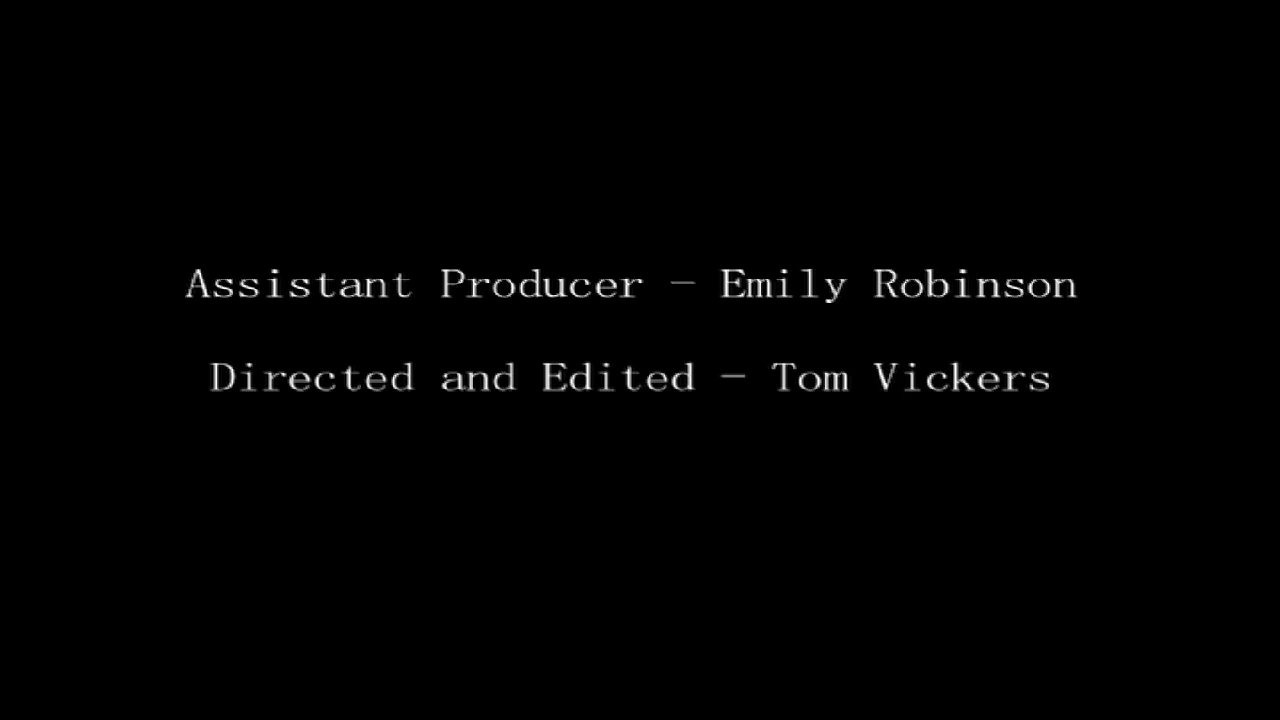 Assistant Producer - Emily Robinson
Directed and Edited - Tom Vickers